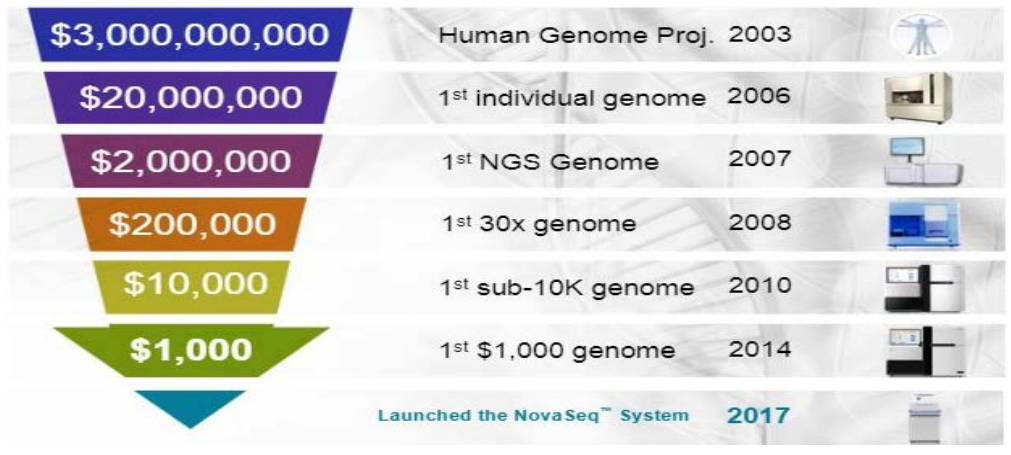 $3,000,000,000 Human Genome Proj. 2003
$20,000,000 1st individual genome 2006
$2,000,000 1st NGS Genome 2007
$200,000 1st 30x genome 2008
$10,000 1st sub-10K genome 2010
$1,000 1st $1,000 genome 2014
Launched the NovaSeq™ System 2017